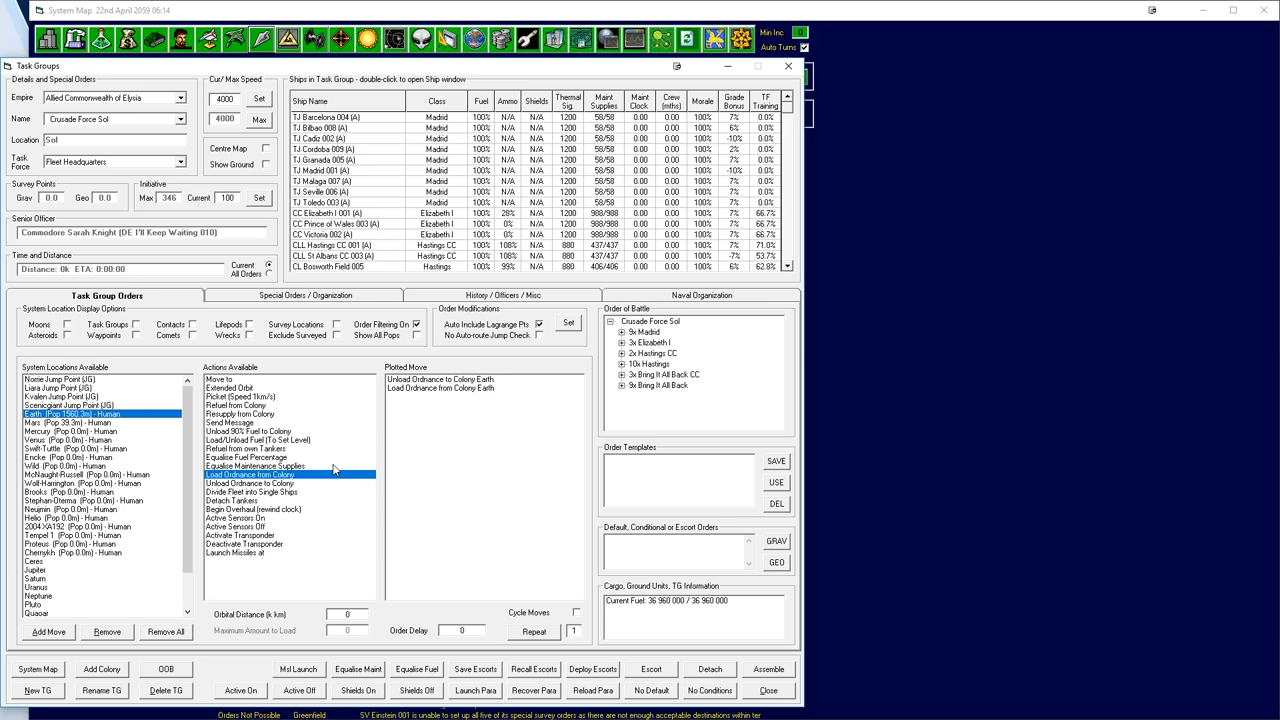 System Map 22nd April 2059 06:14
Min Inc 0
Auto Turns
Task Groups
Details and Special Orders
Empire Allied Commonwealth of Elysia
Name Crusade Force Sol
Location Sol
Task Force Fleet Headquarters
Cur/ Max Speed
4000 Set
4000 Max
Centre Map
Show Ground
Survey Points
Grav 0.0 Geo 0.0
Initiative
Max 346 Current 100 Set
Senior Officer
Commodore Sarah Knight (DE I'll Keep Waiting 010)
Time and Distance
Distance: 0k ETA: 0:00:00
Current
All Orders
Ships in Task Group - double-click to open Ship window
Ship Name Class Fuel Ammo Shields Thermal Sig. Maint Supplies Maint Clock Crew (mths) Morale Grade Bonus TF Training
TJ Barcelona 004 (A) Madrid 100% N/A N/A 1200 58/58 0.00 0.00 100% 7% 0.0%
TJ Bilbao 008 (A) Madrid 100% N/A N/A 1200 58/58 0.00 0.00 100% 6% 0.0%
TJ Cadiz 002 (A) Madrid 100% N/A N/A 1200 58/58 0.00 0.00 100% -10% 0.0%
TJ Cordoba 009 (A) Madrid 100% N/A N/A 1200 58/58 0.00 0.00 100% 2% 0.0%
TJ Granada 005 (A) Madrid 100% N/A N/A 1200 58/58 0.00 0.00 100% 7% 0.0%
TJ Madrid 001 (A) Madrid 100% N/A N/A 1200 58/58 0.00 0.00 100% -10% 0.0%
TJ Malaga 007 (A) Madrid 100% N/A N/A 1200 58/58 0.00 0.00 100% 7% 0.0%
TJ Seville 006 (A) Madrid 100% N/A N/A 1200 58/58 0.00 0.00 100% 7% 0.0%
TJ Toledo 003 (A) Madrid 100% N/A N/A 1200 58/58 0.00 0.00 100% 7% 0.0%
CC Elizabeth I 001 (A) Elizabeth I 100% 28% N/A 1200 988/988 0.00 0.00 100% 7% 66.7%
CC Prince of Wales 003 (A) Elizabeth I 100% 0% N/A 1200 988/988 0.00 0.00 100% 7% 66.7%
CC Victoria 002 (A) Elizabeth I 100% 0% N/A 1200 988/988 0.00 0.00 100% 7% 66.7%
CLL Hastings CC 001 (A) Hastings CC 100% 108% N/A 880 437/437 0.00 0.00 100% 7% 71.0%
CLL St Albans CC 003 (A) Hastings CC 100% 108% N/A 880 437/437 0.00 0.00 100% -7% 53.7%
CL Bosworth Field 005 Hastings 100% 99% N/A 880 406/406 0.00 0.00 100% 6% 62.8%
Task Group Orders
Special Orders / Organization
History / Officers / Misc
Naval Organization
System Location Display Options
Moons Task Groups Contacts Lifepods Survey Locations Order Filtering On
Asteroids Waypoints Comets Wrecks Exclude Surveyed Show All Pops
Order Modifications
Auto Include Lagrange Pts
No Auto-route Jump Check
Set
Order of Battle
Crusade Force Sol
9x Madrid
3x Elizabeth I
2x Hastings CC
10x Hastings
3x Bring It All Back CC
9x Bring It All Back
System Locations Available
Norrie Jump Point (JG)
Liara Jump Point (JG)
Kvalen Jump Point (JG)
Scenicgiant Jump Point (JG)
Earth (Pop 1560.3m) - Human
Mars (Pop 39.3m) - Human
Mercury (Pop 0.0m) - Human
Venus (Pop 0.0m) - Human
Swift-Tuttle (Pop 0.0m) - Human
Encke (Pop 0.0m) - Human
Wild (Pop 0.0m) - Human
McNaught-Russell (Pop 0.0m) - Human
Wolf-Harrington (Pop 0.0m) - Human
Brooks (Pop 0.0m) - Human
Stephan-Oterma (Pop 0.0m) - Human
Neujmin (Pop 0.0m) - Human
Helio (Pop 0.0m) - Human
2004 XA192 (Pop 0.0m) - Human
Tempel 1 (Pop 0.0m) - Human
Proteus (Pop 0.0m) - Human
Chernykh (Pop 0.0m) - Human
Ceres
Jupiter
Saturn
Uranus
Neptune
Pluto
Quaoar
Actions Available
Move to
Extended Orbit
Picket (Speed 1km/s)
Refuel from Colony
Resupply from Colony
Send Message
Unload 90% Fuel to Colony
Load/Unload Fuel (To Set Level)
Refuel from own Tankers
Equalise Fuel Percentage
Equalise Maintenance Supplies
Load Ordnance from Colony
Unload Ordnance to Colony
Divide Fleet into Single Ships
Detach Tankers
Begin Overhaul (rewind clock)
Active Sensors On
Active Sensors Off
Activate Transponder
Deactivate Transponder
Launch Missiles at
Plotted Move
Unload Ordnance to Colony Earth
Load Ordnance from Colony Earth
Order Templates
SAVE
USE
DEL
Default, Conditional or Escort Orders
GRAV
GEO
Cargo, Ground Units, TG Information
Current Fuel: 36 960 000 / 36 960 000
Orbital Distance (k km) 0
Maximum Amount to Load 0
Cycle Moves
Order Delay 0 Repeat 1
Add Move Remove Remove All
System Map Add Colony OOB Msl Launch Equalise Maint Equalise Fuel Save Escorts Recall Escorts Deploy Escorts Escort Detach Assemble
New TG Rename TG Delete TG Active On Active Off Shields On Shields Off Launch Para Recover Para Reload Para No Default No Conditions Close
Orders Not Possible Greenfield SV Einstein 001 is unable to set up all five of its special survey orders as there are not enough acceptable destinations within ter